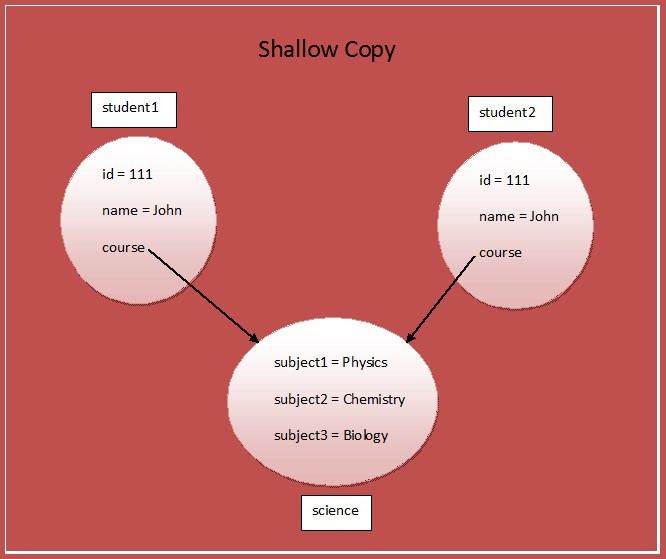 Shallow Copy
student1
id = 111
name = John
course
student2
id = 111
name = John
course
subject1 = Physics
subject2 = Chemistry
subject3 = Biology
science